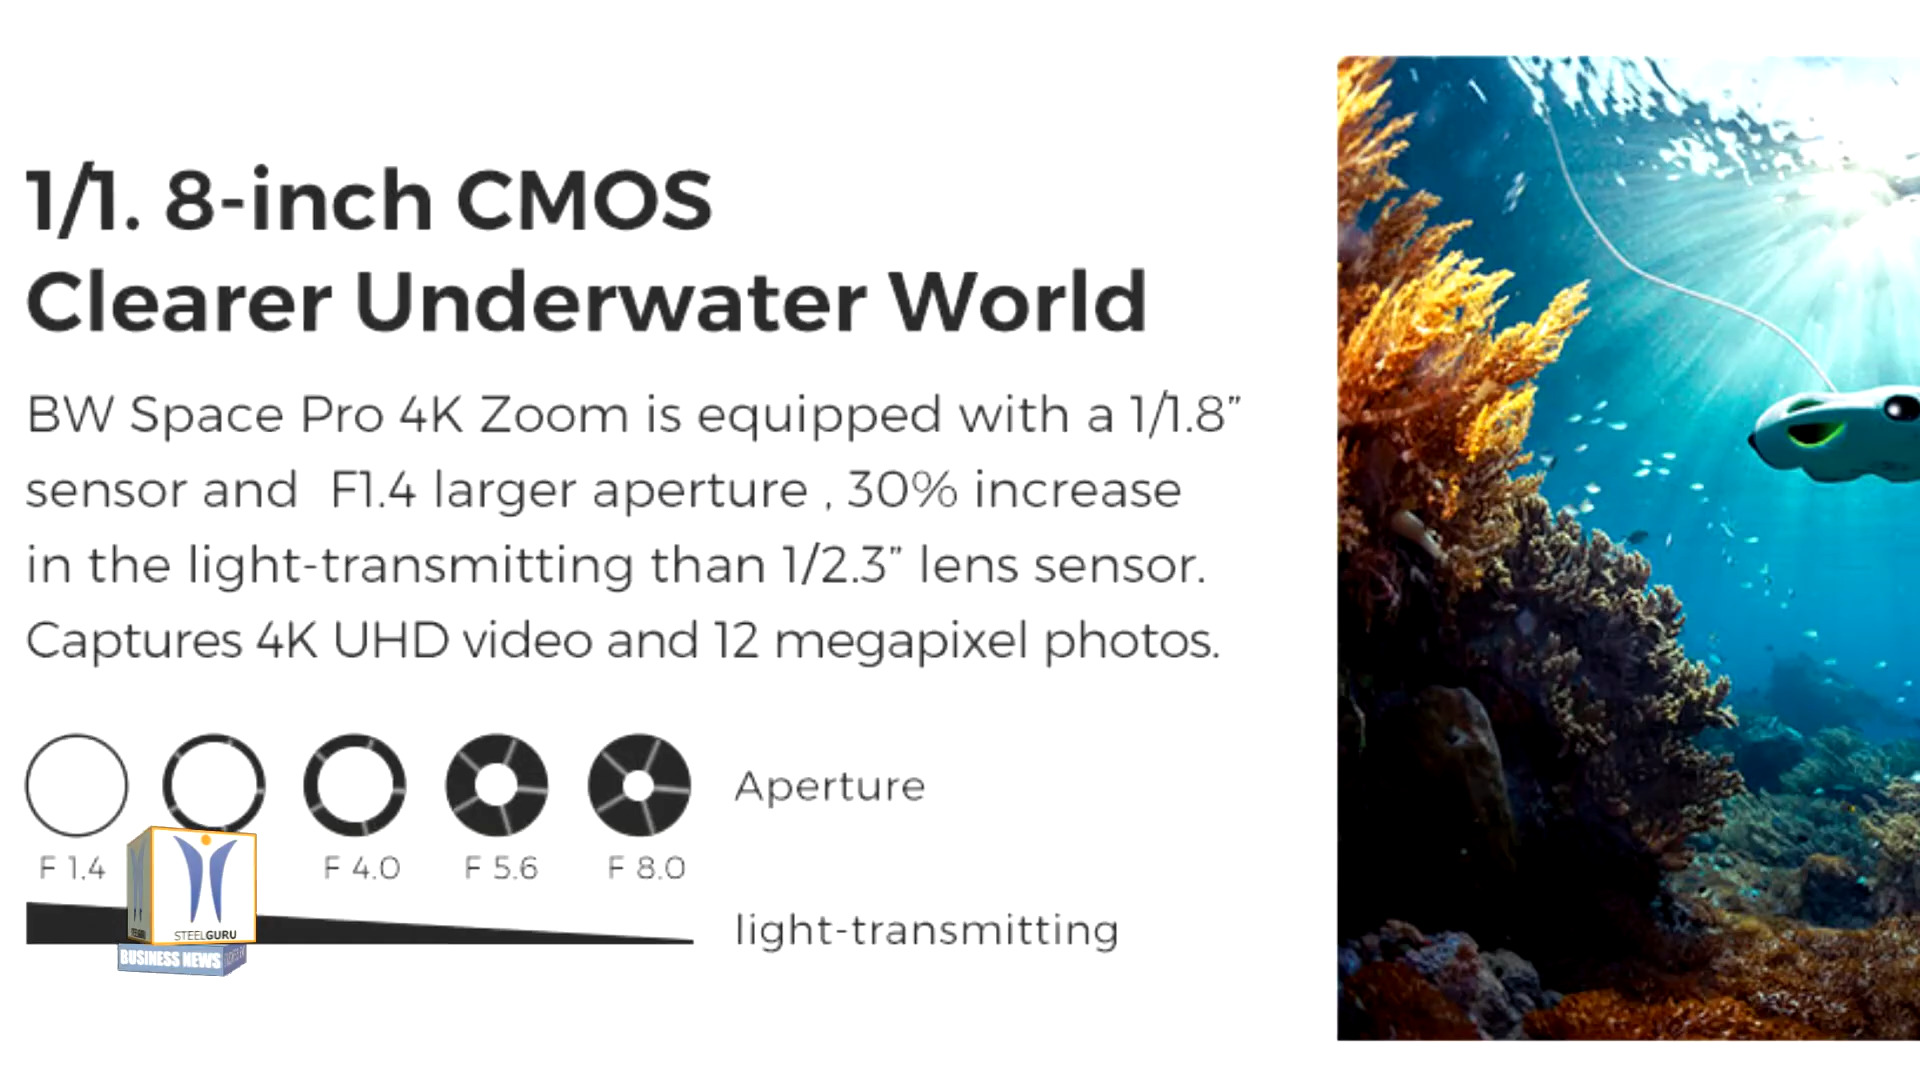 1/1. 8-inch CMOS
Clearer Underwater World
BW Space Pro 4K Zoom is equipped with a 1/1.8”
sensor and  F1.4 larger aperture , 30% increase
in the light-transmitting than 1/2.3” lens sensor.
Captures 4K UHD video and 12 megapixel photos.
Aperture
F 1.4
F 4.0
F 5.6
F 8.0
light-transmitting
STEELGURU
BUSINESS NEWS